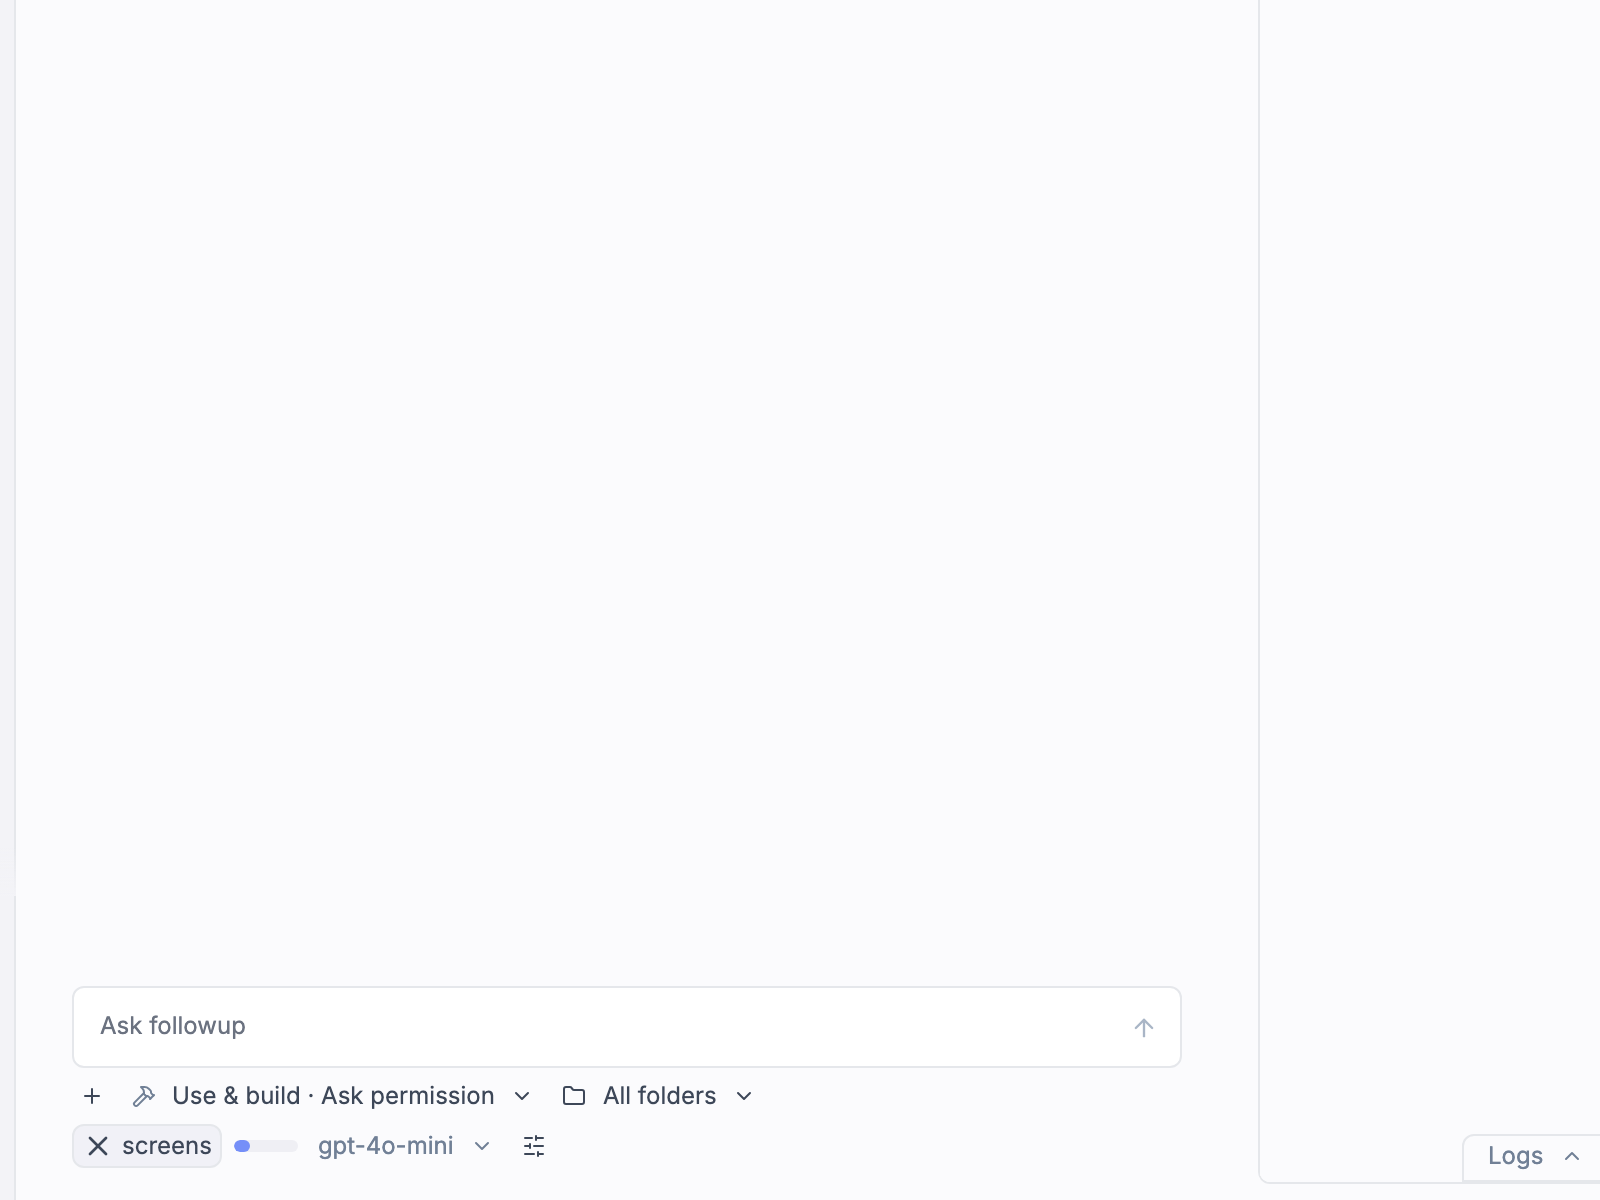 Ask followup
Use & build · Ask permission
All folders
screens
gpt-4o-mini
Logs